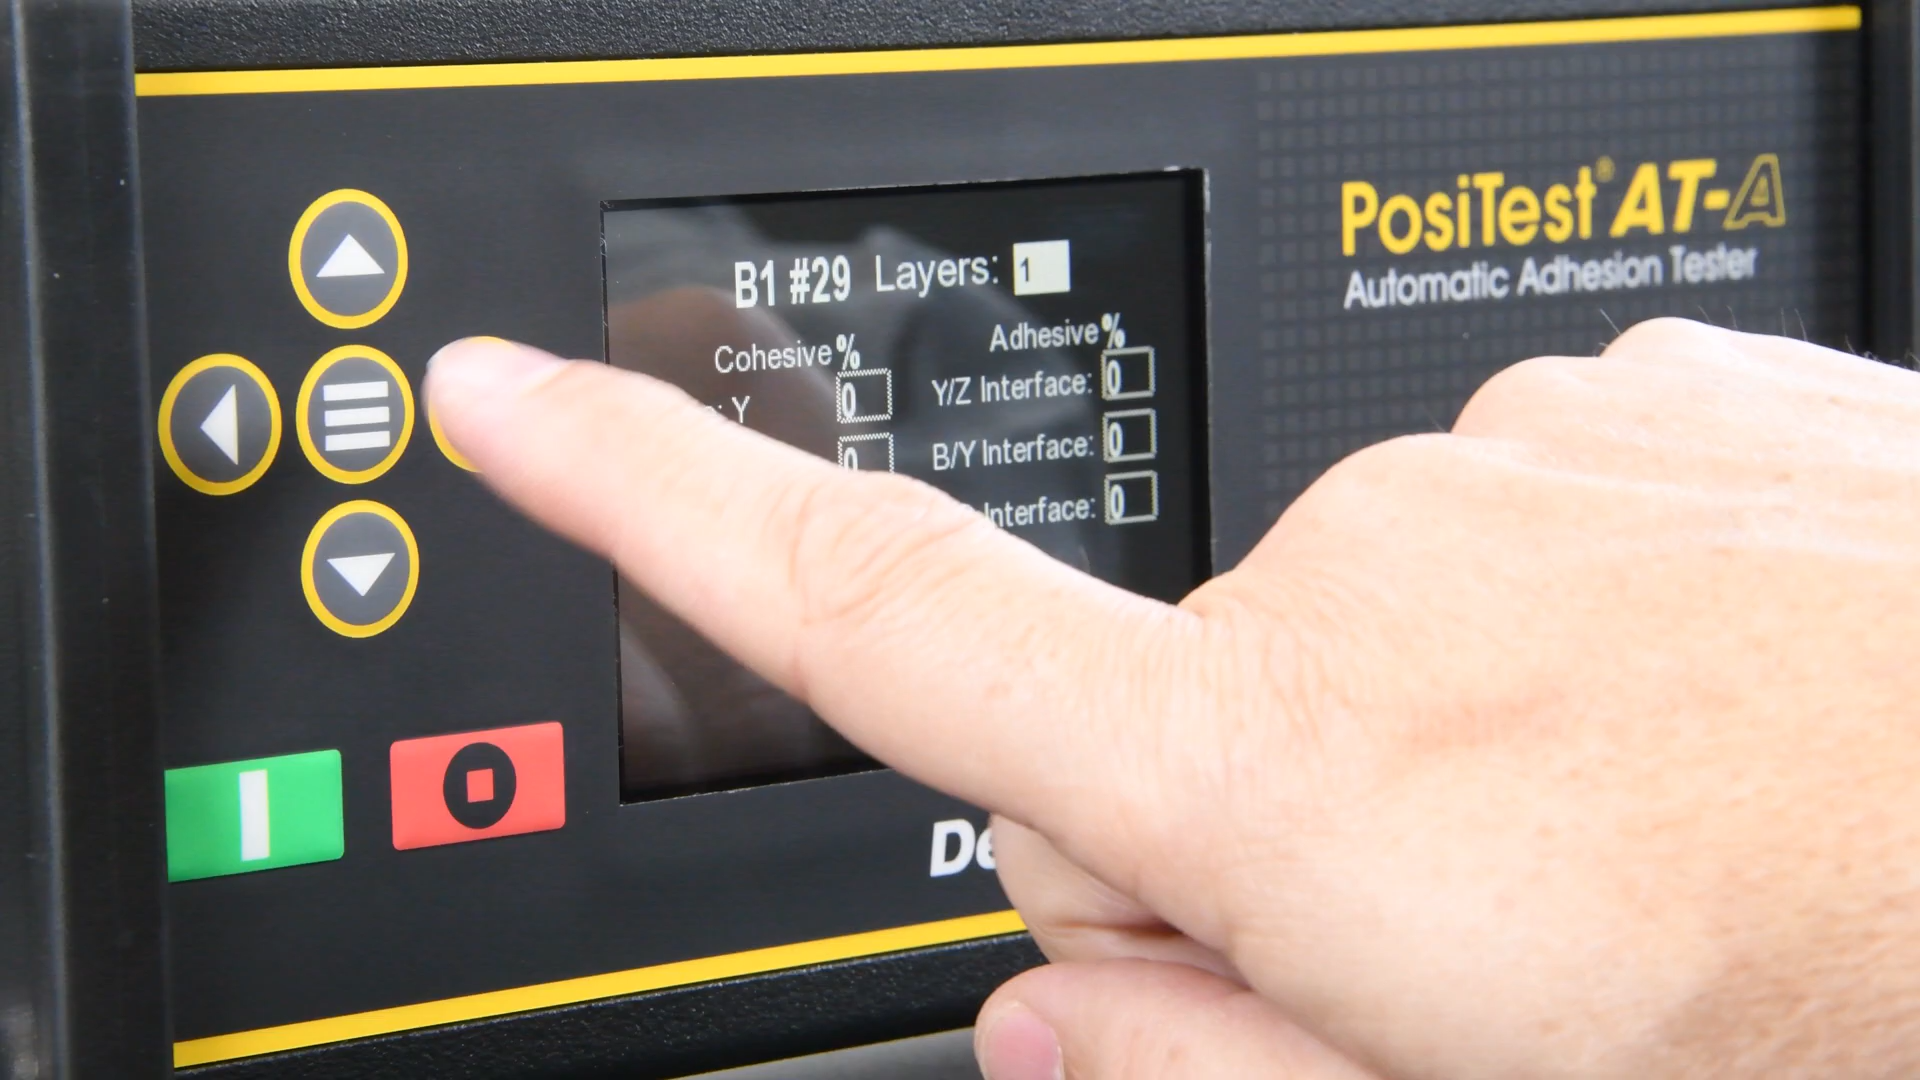 PosiTest® AT-A
Automatic Adhesion Tester
B1 #29 Layers: 1
Cohesive %
Adhesive %
Y
0
Y/Z Interface: 0
0
B/Y Interface: 0
Interface: 0